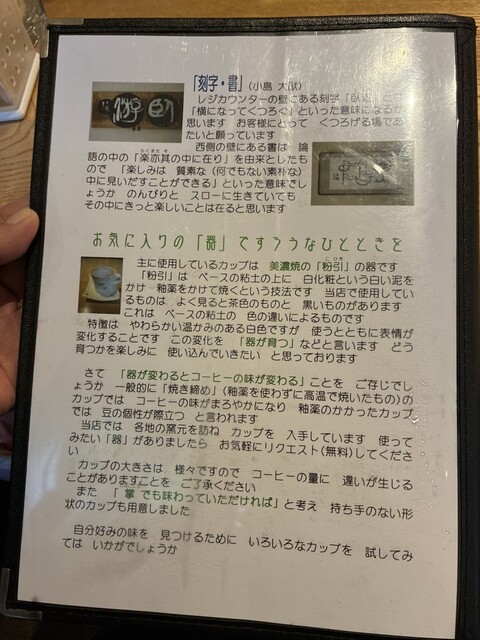 「刻字・書」(小島 大獣)
レジカウンターの壁にある刻字「臥遊」
「横になってくつろぐ」といった意味になるか
思います お客様にとって くつろげる場であ
たいと願っています
西側の壁にある書は 論
語の中の「楽亦其の中に在り」を由来としたも
らくまた そ
ので 「楽しみは 質素な(何でもない素朴な)
中に見いだすことができる」といった意味でし
ょうか のんびりと スローに生きていても
その中にきっと楽しいことは在ると思います
お気に入りの「器」ですろうなひとときを
主に使用しているカップは 美濃焼の「粉引」の器です
こひき
「粉引」は ベースの粘土の上に 白化粧という白い泥を
かけ 釉薬をかけて焼くという技法です 当店で使用してい
るものは よく見ると茶色のものと 黒いものがあります
これは ベースの粘土の 色の違いによるものです
特徴は やわらかい温かみのある白色ですが 使うとともに表情が
変化することです この変化を 「器が育つ」などと言います どう
育つかを楽しみに 使い込んでいきたい と思っております
さて 「器が変わるとコーヒーの味が変わる」ことを ご存じでし
ょうか 一般的に「焼き締め」(釉薬を使わずに高温で焼いたもの)の
カップでは コーヒーの味がまろやかになり 釉薬のかかったカップ
では 豆の個性が際立つ と言われます
当店では 各地の窯元を訪ね カップを 入手しています 使って
みたい「器」がありましたら お気軽にリクエスト(無料)してくださ
い
カップの大きさは 様々ですので コーヒーの量に 違いが生じる
ことがありますことを ご了承ください
また 「掌でも味わっていただければ」と考え 持ち手のない形
状のカップも用意しました
自分好みの味を 見つけるために いろいろなカップを 試してみ
ては いかがでしょうか